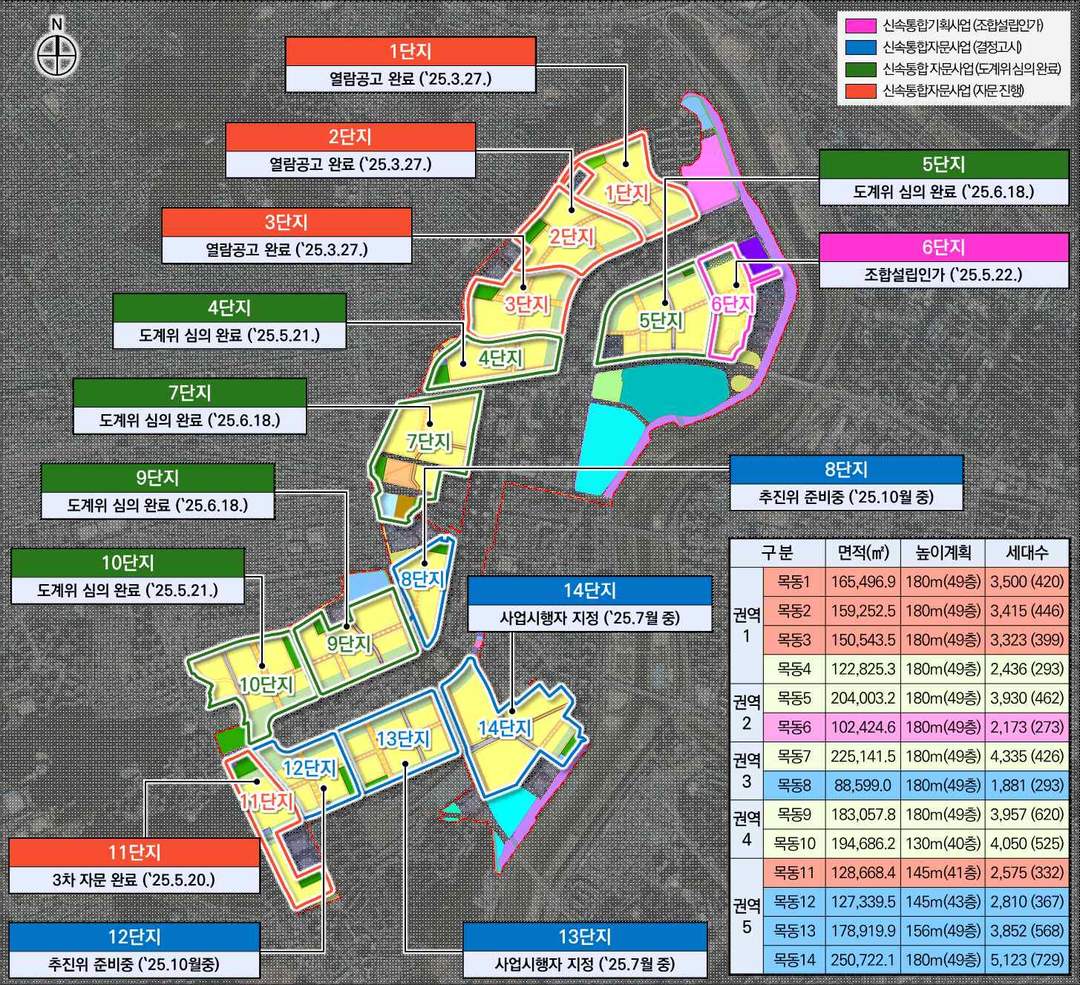 N
신속통합기획사업 (조합설립인가)
신속통합자문사업 (결정고시)
신속통합 자문사업 (도계위 심의 완료)
신속통합자문사업 (자문 진행)
1단지
열람공고 완료 (‵25.3.27.)
2단지
열람공고 완료 (‵25.3.27.)
3단지
열람공고 완료 (‵25.3.27.)
4단지
도계위 심의 완료 (‵25.5.21.)
7단지
도계위 심의 완료 (‵25.6.18.)
9단지
도계위 심의 완료 (‵25.6.18.)
10단지
도계위 심의 완료 (‵25.5.21.)
5단지
도계위 심의 완료 (‵25.6.18.)
6단지
조합설립인가 (‵25.5.22.)
8단지
추진위 준비중 (‵25.10월 중)
14단지
사업시행자 지정 (‵25.7월 중)
11단지
3차 자문 완료 (‵25.5.20.)
12단지
추진위 준비중 (‵25.10월중)
13단지
사업시행자 지정 (‵25.7월 중)
1단지
2단지
3단지
4단지
5단지
6단지
7단지
8단지
9단지
10단지
11단지
12단지
13단지
14단지
구 분 면적(㎡) 높이계획 세대수
권역 1
목동1 165,496.9 180m(49층) 3,500 (420)
목동2 159,252.5 180m(49층) 3,415 (446)
목동3 150,543.5 180m(49층) 3,323 (399)
목동4 122,825.3 180m(49층) 2,436 (293)
권역 2
목동5 204,003.2 180m(49층) 3,930 (462)
목동6 102,424.6 180m(49층) 2,173 (273)
권역 3
목동7 225,141.5 180m(49층) 4,335 (426)
목동8 88,599.0 180m(49층) 1,881 (293)
권역 4
목동9 183,057.8 180m(49층) 3,957 (620)
목동10 194,686.2 130m(40층) 4,050 (525)
권역 5
목동11 128,668.4 145m(41층) 2,575 (332)
목동12 127,339.5 145m(43층) 2,810 (367)
목동13 178,919.9 156m(49층) 3,852 (568)
목동14 250,722.1 180m(49층) 5,123 (729)